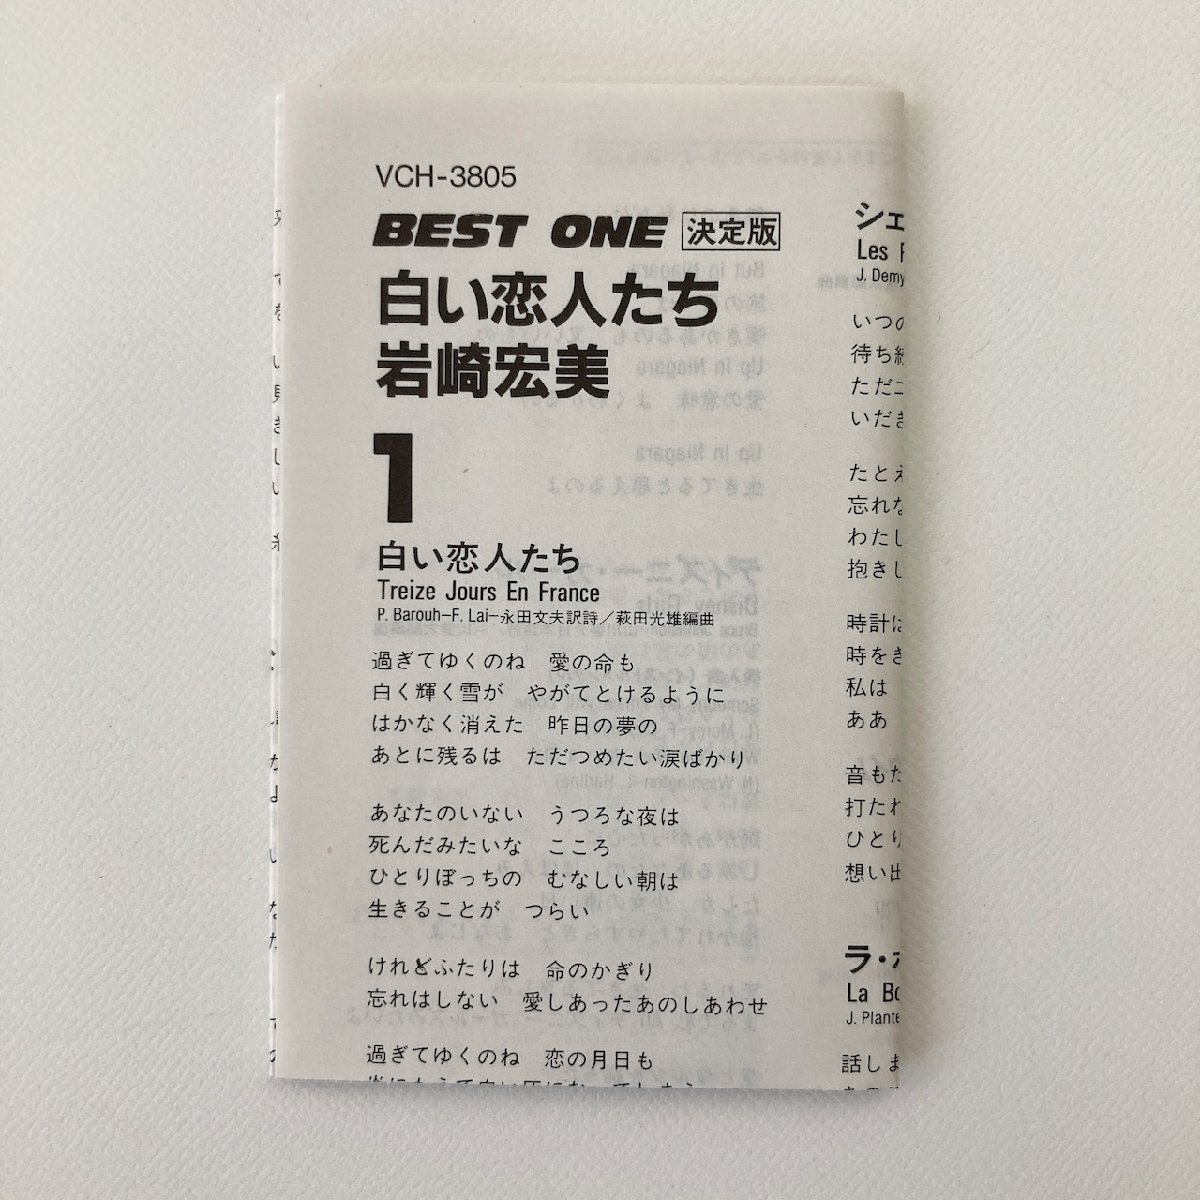 VCH-3805
BEST ONE 決定版
白い恋人たち
岩崎宏美
1
白い恋人たち
Treize Jours En France
P. Barouh-F. Lai-永田文夫訳詩/萩田光雄編曲
過ぎてゆくのね 愛の命も
白く輝く雪が やがてとけるように
はかなく消えた 昨日の夢の
あとに残るは ただつめたい涙ばかり
あなたのいない うつろな夜は
死んだみたいな こころ
ひとりぼっちの むなしい朝は
生きることが つらい
けれどふたりは 命のかぎり
忘れはしない 愛しあったあのしあわせ
過ぎてゆくのね 恋の月日も
シェ
Les
J. Demy
いつ
待ち
ただ
いだき
たとえ
忘れな
わたし
抱きし
時計は
時をき
私は
ああ
音もた
打たれ
ひとり
想い出
ラ・ボ
La Bo
J. Plante
話しま